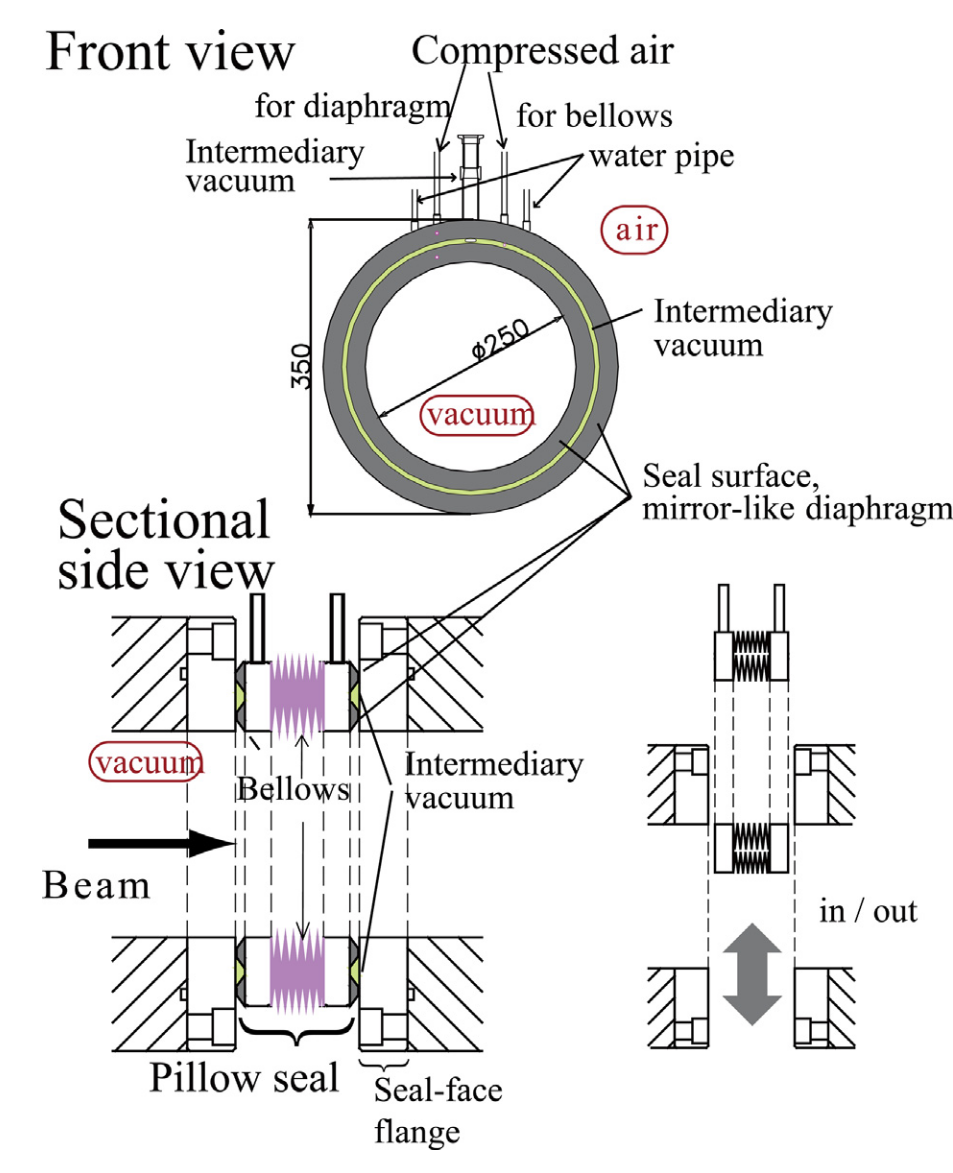 Front view
Compressed air
for diaphragm
for bellows
Intermediary
vacuum
water pipe
air
Intermediary
vacuum
350
ϕ250
vacuum
Seal surface,
mirror-like diaphragm
Sectional
side view
vacuum
Bellows
Intermediary
vacuum
Beam
in / out
Pillow seal
Seal-face
flange